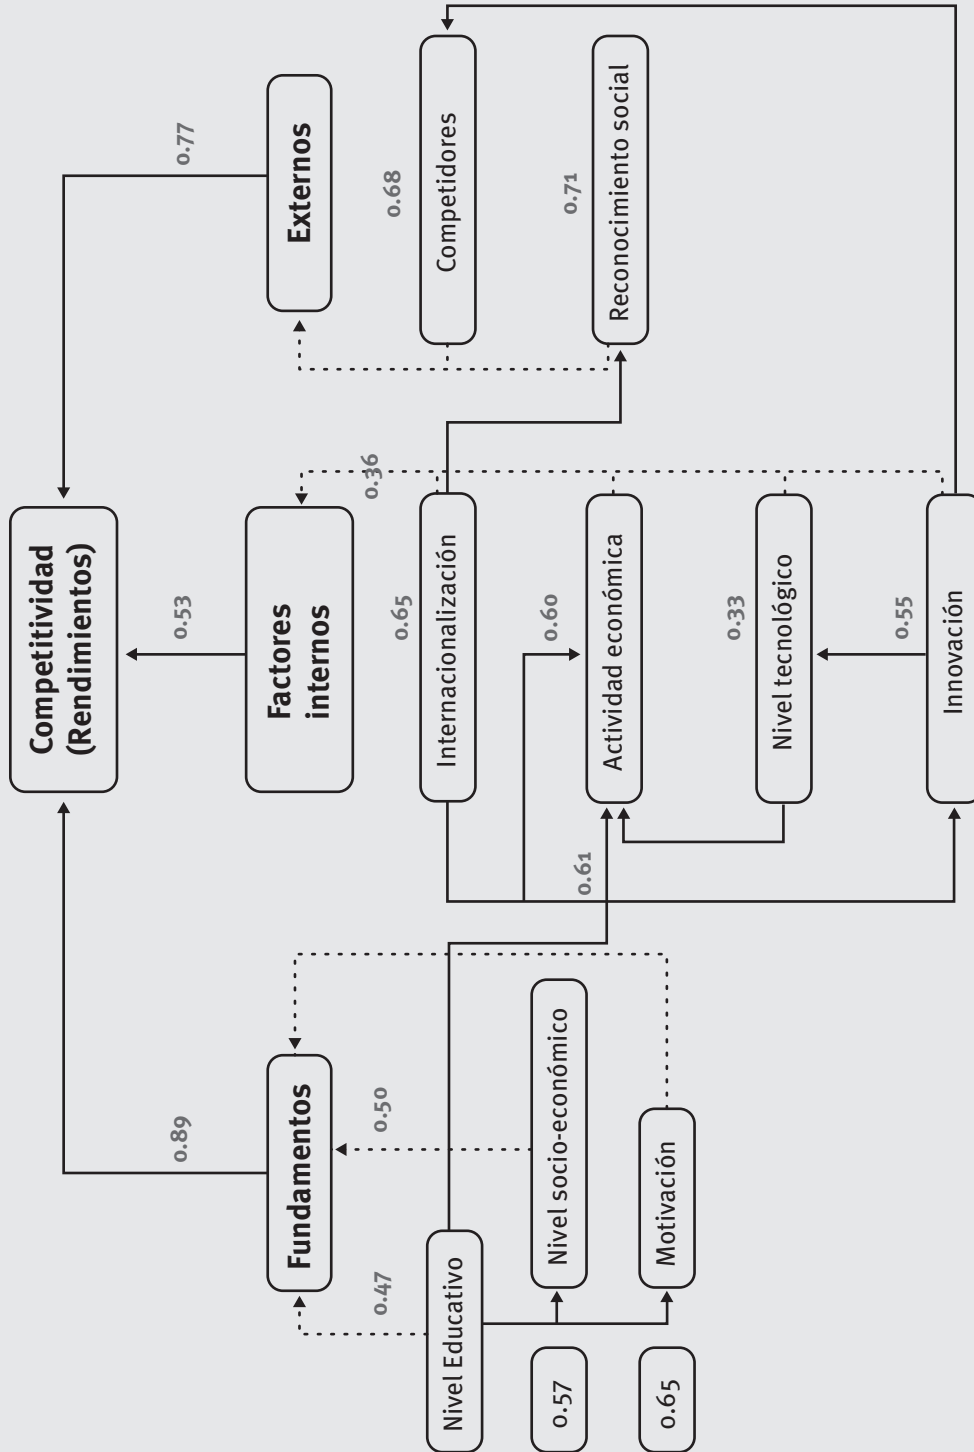 Competitividad
(Rendimientos)
0.89
0.53
0.77
Fundamentos
Factores
internos
Externos
0.47
0.50
0.36
0.65
0.68
Nivel Educativo
Internacionalización
Competidores
0.57
Nivel socio-económico
0.61
0.60
Actividad económica
0.71
Reconocimiento social
0.65
Motivación
0.33
Nivel tecnológico
0.55
Innovación